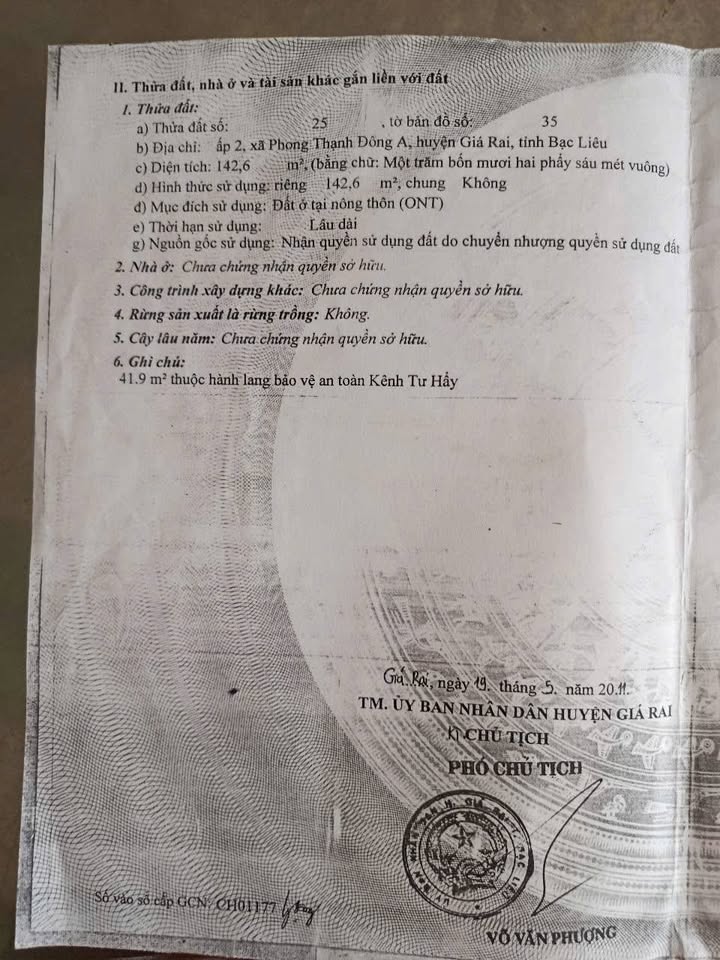 II. Thửa đất, nhà ở và tài sản khác gắn liền với đất
1. Thửa đất:
a) Thửa đất số: 25 , tờ bản đồ số: 35
b) Địa chỉ: ấp 2, xã Phong Thạnh Đông A, huyện Giá Rai, tỉnh Bạc Liêu
c) Diện tích: 142,6 m², (bằng chữ: Một trăm bốn mươi hai phẩy sáu mét vuông)
d) Hình thức sử dụng: riêng 142,6 m², chung Không
đ) Mục đích sử dụng: Đất ở tại nông thôn (ONT)
e) Thời hạn sử dụng: Lâu dài
g) Nguồn gốc sử dụng: Nhận quyền sử dụng đất do chuyển nhượng quyền sử dụng đất
2. Nhà ở: Chưa chứng nhận quyền sở hữu.
3. Công trình xây dựng khác: Chưa chứng nhận quyền sở hữu.
4. Rừng sản xuất là rừng trồng: Không.
5. Cây lâu năm: Chưa chứng nhận quyền sở hữu.
6. Ghi chú:
41.9 m² thuộc hành lang bảo vệ an toàn Kênh Tư Hẩy
Giá Rai, ngày 19. tháng 5. năm 2011.
TM. ỦY BAN NHÂN DÂN HUYỆN GIÁ RAI
KT CHỦ TỊCH
PHÓ CHỦ TỊCH
ỦY BAN NHÂN DÂN H. GIÁ RAI T. BẠC LIÊU
Số vào sổ cấp GCN: CH01177
VÕ VĂN PHƯỢNG